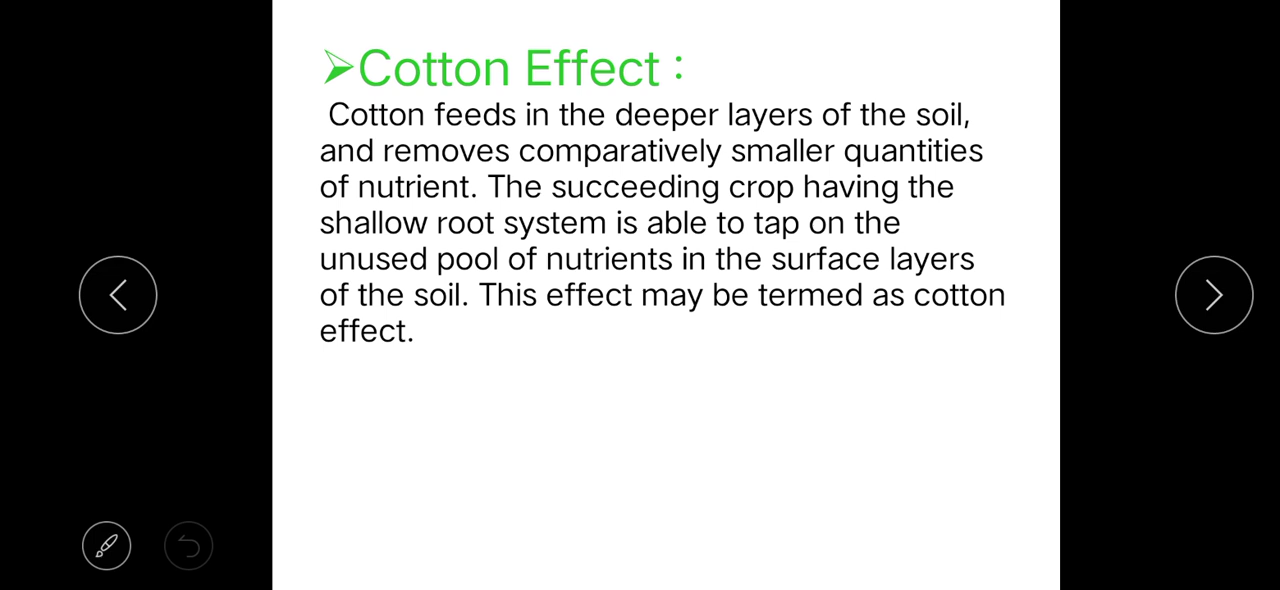 ➢Cotton Effect :
Cotton feeds in the deeper layers of the soil,
and removes comparatively smaller quantities
of nutrient. The succeeding crop having the
shallow root system is able to tap on the
unused pool of nutrients in the surface layers
of the soil. This effect may be termed as cotton
effect.